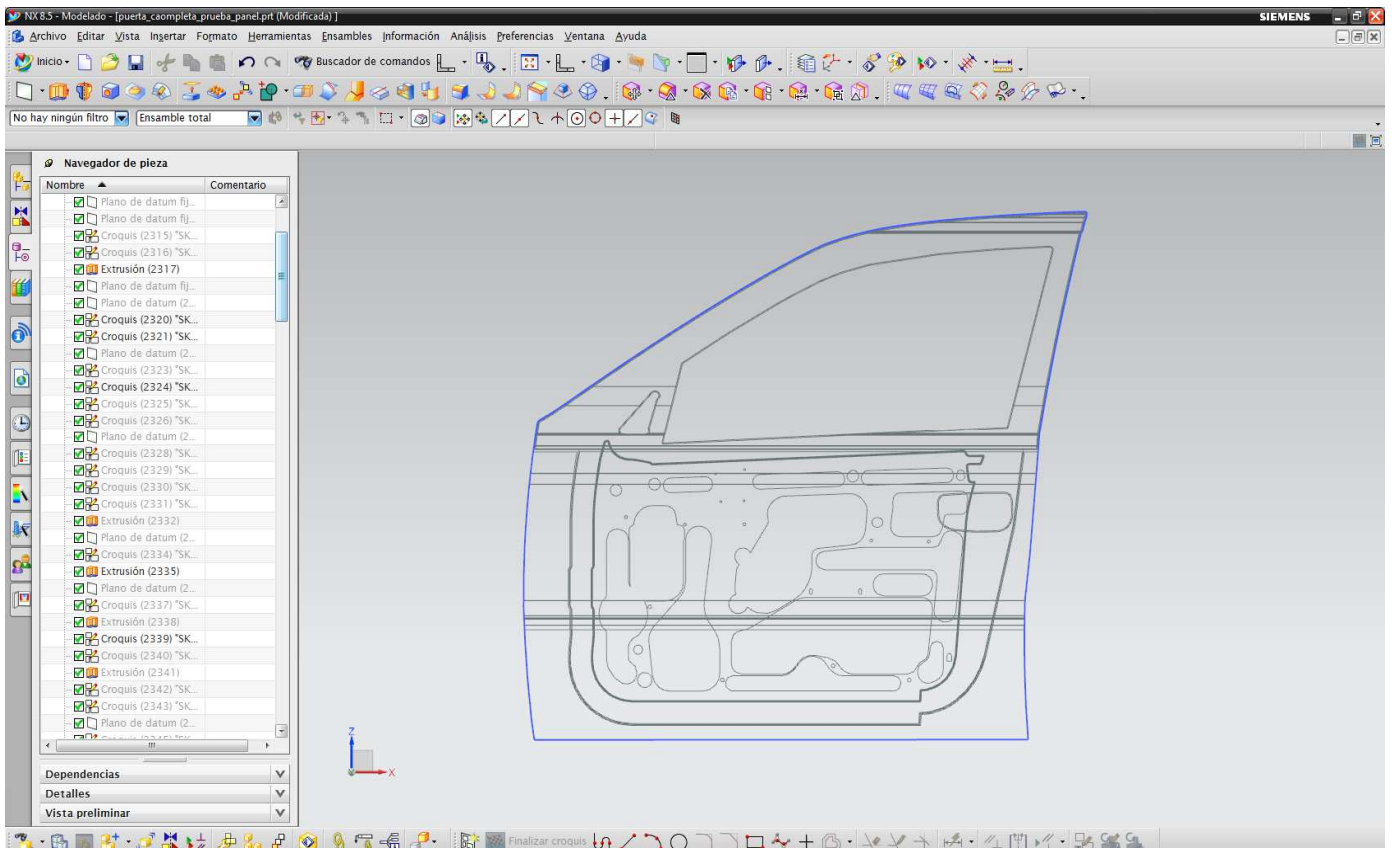 NX 8.5 - Modelado - [puerta_caompleta_prueba_panel.prt (Modificada) ]
SIEMENS
Archivo Editar Vista Insertar Formato Herramientas Ensambles Información Análisis Preferencias Ventana Ayuda
Inicio
Buscador de comandos
No hay ningún filtro
Ensamble total
Navegador de pieza
Nombre
Comentario
Plano de datum fij...
Plano de datum fij...
Croquis (2315) "SK...
Croquis (2316) "SK...
Extrusión (2317)
Plano de datum fij...
Plano de datum (2...
Croquis (2320) "SK...
Croquis (2321) "SK...
Plano de datum (2...
Croquis (2323) "SK...
Croquis (2324) "SK...
Croquis (2325) "SK...
Croquis (2326) "SK...
Plano de datum (2...
Croquis (2328) "SK...
Croquis (2329) "SK...
Croquis (2330) "SK...
Croquis (2331) "SK...
Extrusión (2332)
Plano de datum (2...
Croquis (2334) "SK...
Extrusión (2335)
Plano de datum (2...
Croquis (2337) "SK...
Extrusión (2338)
Croquis (2339) "SK...
Croquis (2340) "SK...
Extrusión (2341)
Croquis (2342) "SK...
Croquis (2343) "SK...
Plano de datum (2...
Z
X
Dependencias
Detalles
Vista preliminar
Finalizar croquis